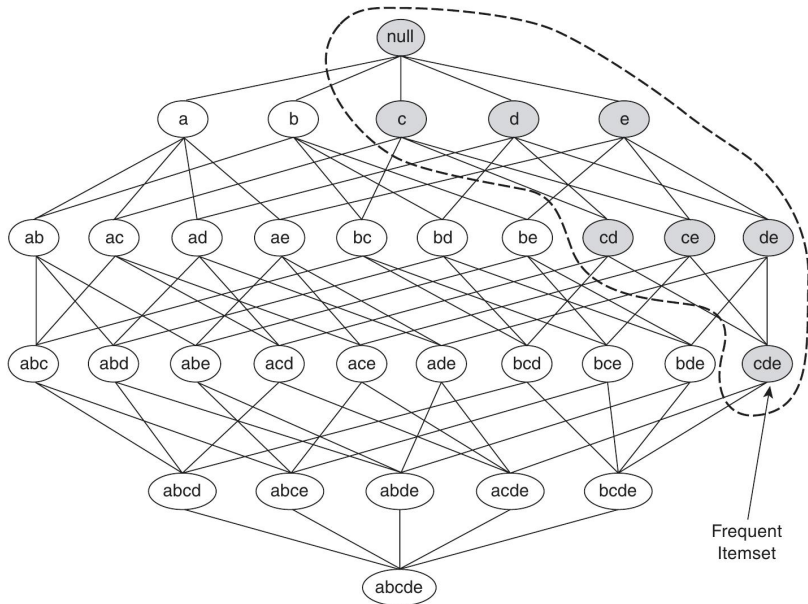 null
a b c d e
ab ac ad ae bc bd be cd ce de
abc abd abe acd ace ade bcd bce bde cde
abcd abce abde acde bcde
Frequent
Itemset
abcde